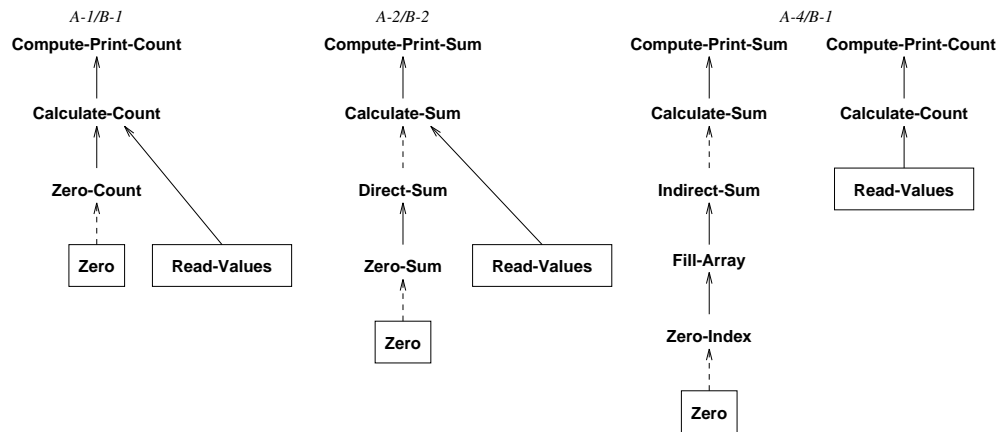 A-1/B-1
Compute-Print-Count
Calculate-Count
Zero-Count
Zero
Read-Values
A-2/B-2
Compute-Print-Sum
Calculate-Sum
Direct-Sum
Zero-Sum
Read-Values
Zero
A-4/B-1
Compute-Print-Sum
Compute-Print-Count
Calculate-Sum
Calculate-Count
Indirect-Sum
Read-Values
Fill-Array
Zero-Index
Zero